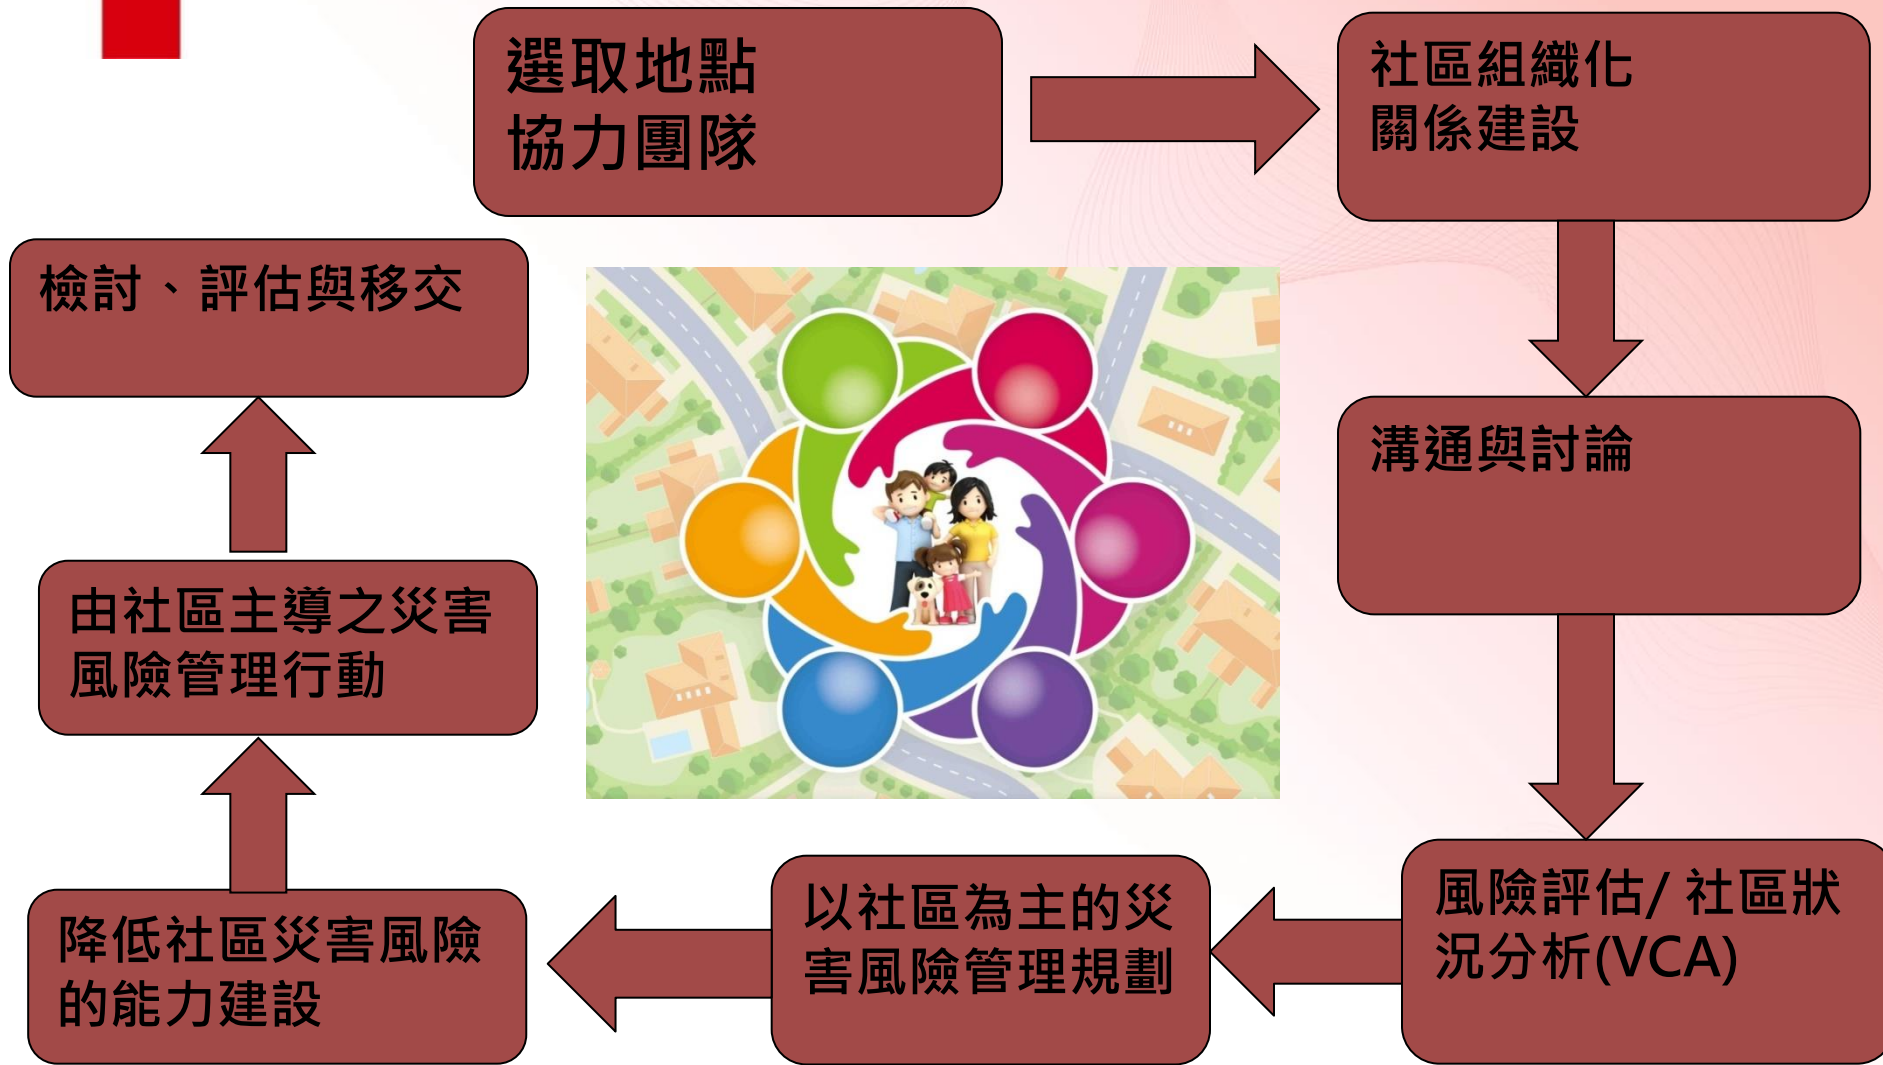 選取地點
協力團隊
社區組織化
關係建設
溝通與討論
風險評估/ 社區狀
況分析(VCA)
以社區為主的災
害風險管理規劃
降低社區災害風險
的能力建設
由社區主導之災害
風險管理行動
檢討、評估與移交